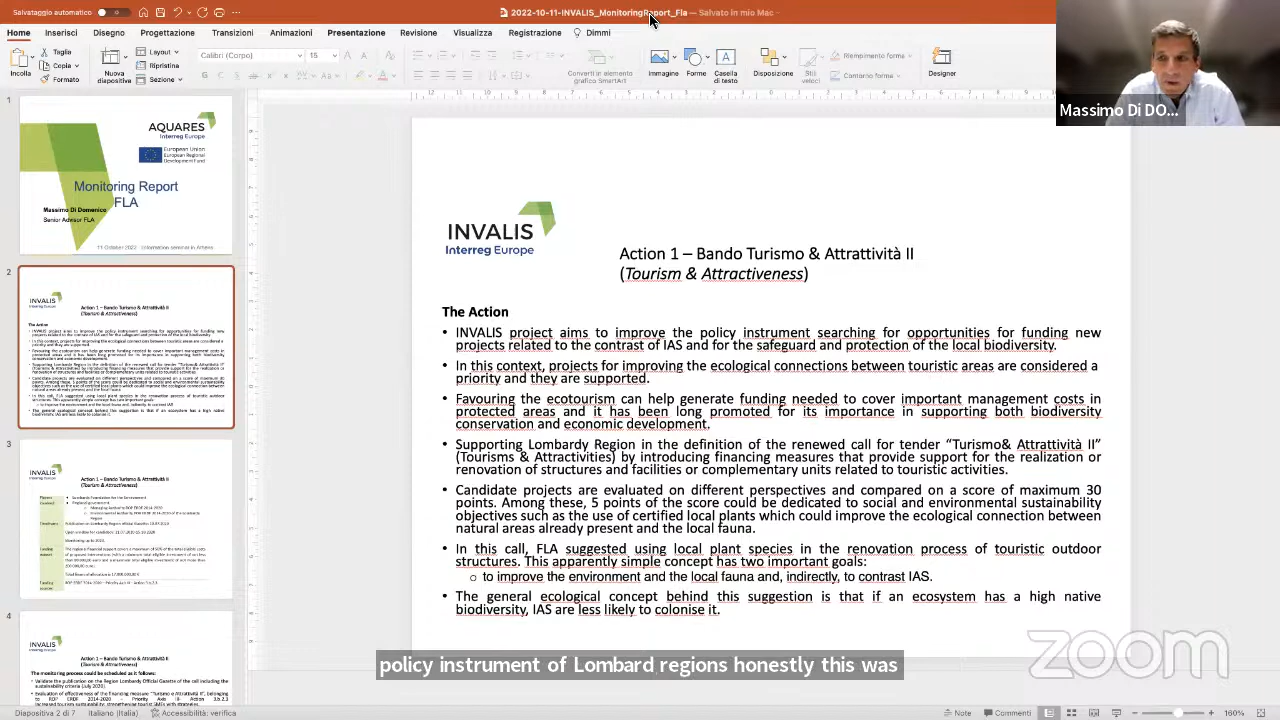 Salvataggio automatico
2022-10-11-INVALIS_MonitoringReport_Fla — Salvato in mio Mac
Home Inserisci Disegno Progettazione Transizioni Animazioni Presentazione Revisione Visualizza Registrazione Dimmi
Incolla
Taglia
Copia
Formato
Nuova diapositiva
Layout
Ripristina
Sezione
Calibri (Corpo) 15
Converti in elemento grafico SmartArt
Immagine
Forme
Casella di testo
Disposizione
Stili veloci
Riempimento forma
Contorno forma
Designer
Massimo Di DO...
1
AQUARES
Interreg Europe
European Union
European Regional
Development Fund
Monitoring Report
FLA
Massimo Di Domenico
Senior Advisor FLA
11 October 2022 - Information seminar in Athens
2
3
4
INVALIS
Interreg Europe
Action 1 – Bando Turismo & Attrattività II
(Tourism & Attractiveness)
The Action
• INVALIS project aims to improve the policy instrument searching for opportunities for funding new
projects related to the contrast of IAS and for the safeguard and protection of the local biodiversity.
• In this context, projects for improving the ecological connection between touristic areas are considered a
priority and they are supported.
• Favouring the ecotourism can help generate funding needed to cover important management costs in
protected areas and it has been long promoted for its importance in supporting both biodiversity
conservation and economic development.
• Supporting Lombardy Region in the definition of the renewed call for tender “Turismo& Attrattività II”
(Tourisms & Attractivities) by introducing financing measures that provide support for the realization or
renovation of structures and facilities or complementary units related to touristic activities.
• Candidate projects are evaluated on different perspectives and compared on a score of maximum 30
points. Among these, 5 points of the score could be dedicated to social and environmental sustainability
objectives such as the use of certified local plants which could improve the ecological connection between
natural areas already present and the local fauna.
• In this call, FLA suggested using local plant species in the renovation process of touristic outdoor
structures. This apparently simple concept has two important goals:
o to improve the environment and the local fauna and, indirectly, to contrast IAS.
• The general ecological concept behind this suggestion is that if an ecosystem has a high native
biodiversity, IAS are less likely to colonise it.
policy instrument of Lombard regions honestly this was
zoom
Diapositiva 2 di 7 Italiano (Italia) Accessibilità: verifica
Note Commenti 160%